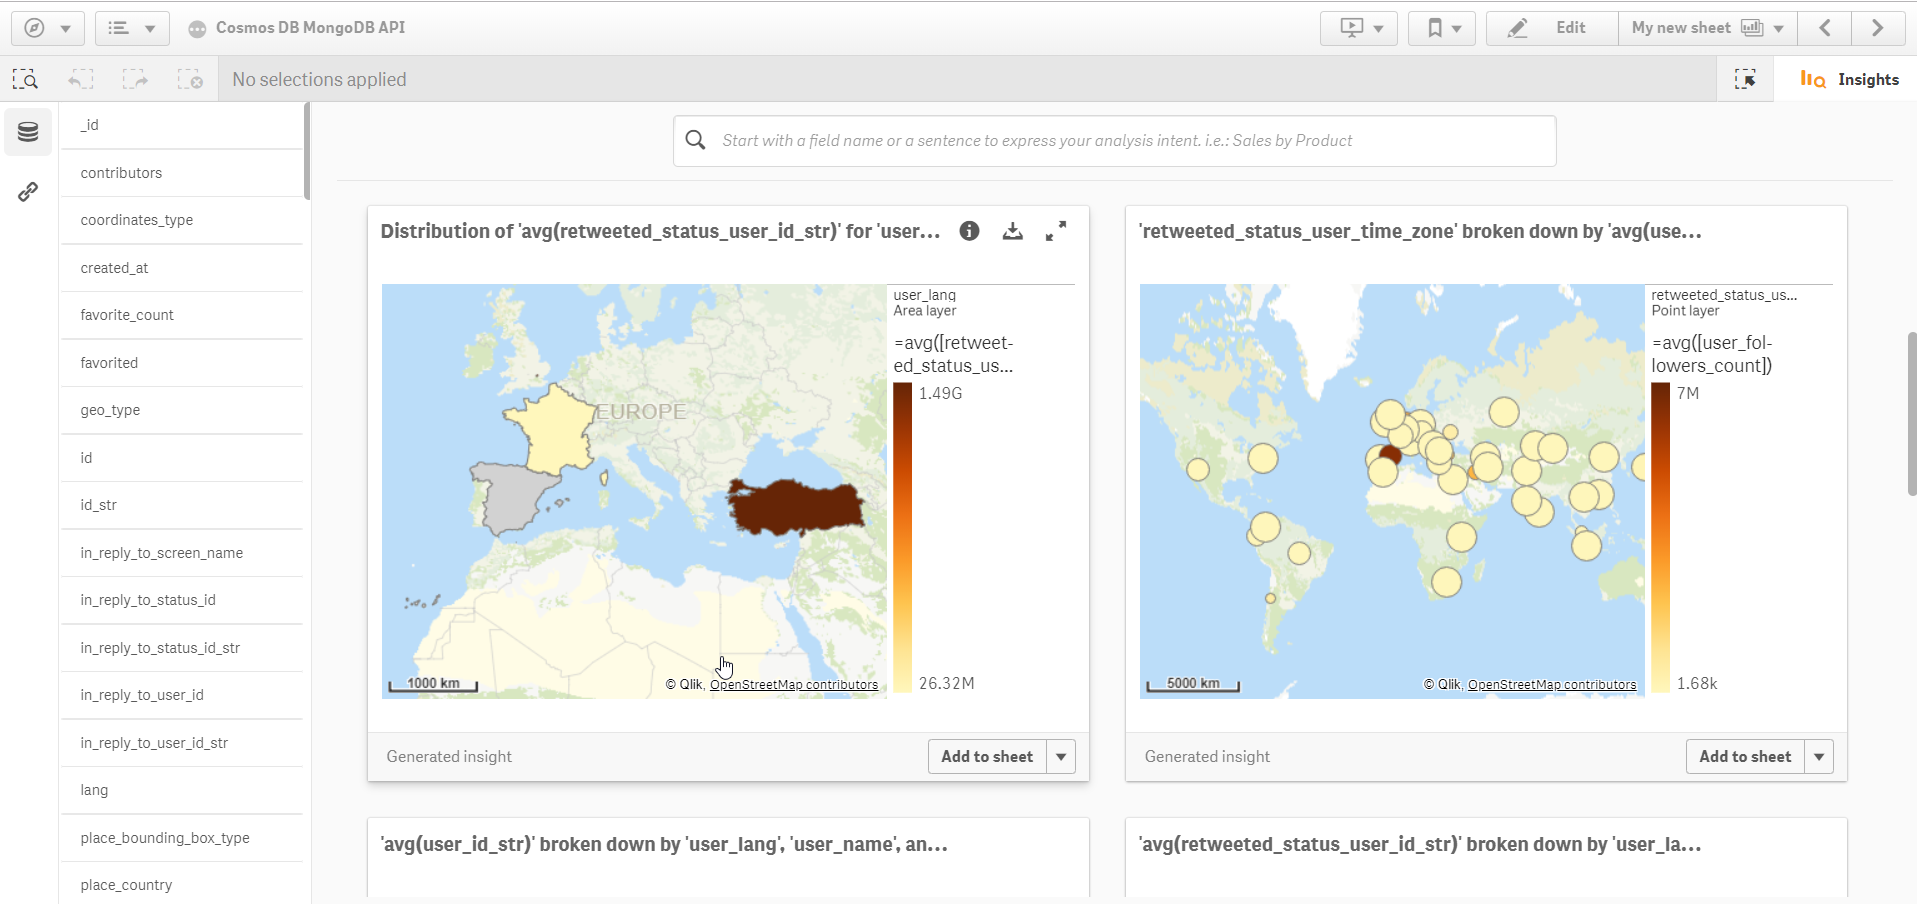 Cosmos DB MongoDB API
Edit
My new sheet
No selections applied
Insights
_id
contributors
coordinates_type
created_at
favorite_count
favorited
geo_type
id
id_str
in_reply_to_screen_name
in_reply_to_status_id
in_reply_to_status_id_str
in_reply_to_user_id
in_reply_to_user_id_str
lang
place_bounding_box_type
place_country
Start with a field name or a sentence to express your analysis intent. i.e.: Sales by Product
Distribution of 'avg(retweeted_status_user_id_str)' for 'user...
EUROPE
1000 km
© Qlik, OpenStreetMap contributors
user_lang
Area layer
=avg([retweet-
ed_status_us...
1.49G
26.32M
Generated insight
Add to sheet
'retweeted_status_user_time_zone' broken down by 'avg(use...
5000 km
© Qlik, OpenStreetMap contributors
retweeted_status_us...
Point layer
=avg([user_fol-
lowers_count])
7M
1.68k
Generated insight
Add to sheet
'avg(user_id_str)' broken down by 'user_lang', 'user_name', an...
'avg(retweeted_status_user_id_str)' broken down by 'user_la...